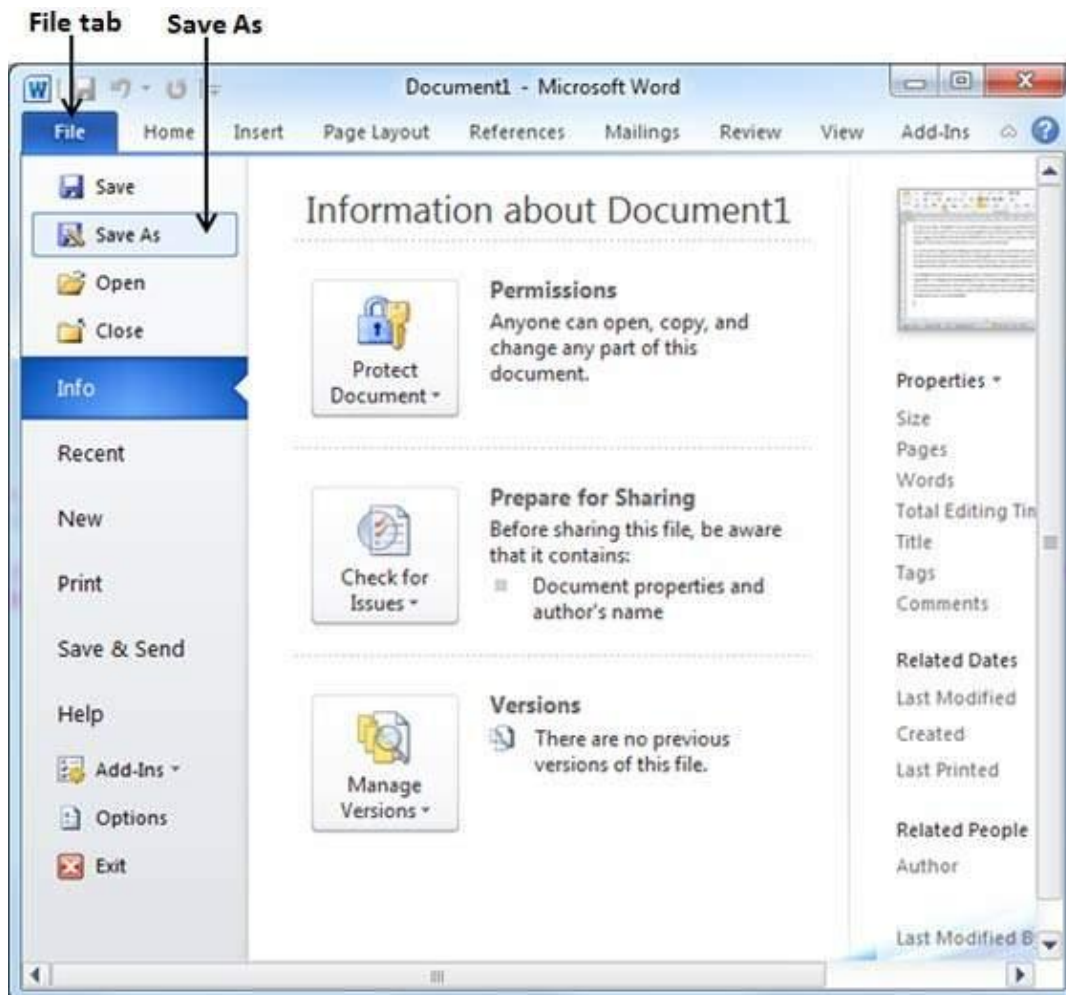 File tab Save As
W
Document1 - Microsoft Word
File Home Insert Page Layout References Mailings Review View Add-Ins
Save
Save As
Open
Close
Info
Recent
New
Print
Save & Send
Help
Add-Ins
Options
Exit
Information about Document1
Protect
Document
Permissions
Anyone can open, copy, and
change any part of this
document.
Check for
Issues
Prepare for Sharing
Before sharing this file, be aware
that it contains:
Document properties and
author's name
Manage
Versions
Versions
There are no previous
versions of this file.
Properties
Size
Pages
Words
Total Editing Tin
Title
Tags
Comments
Related Dates
Last Modified
Created
Last Printed
Related People
Author
Last Modified B